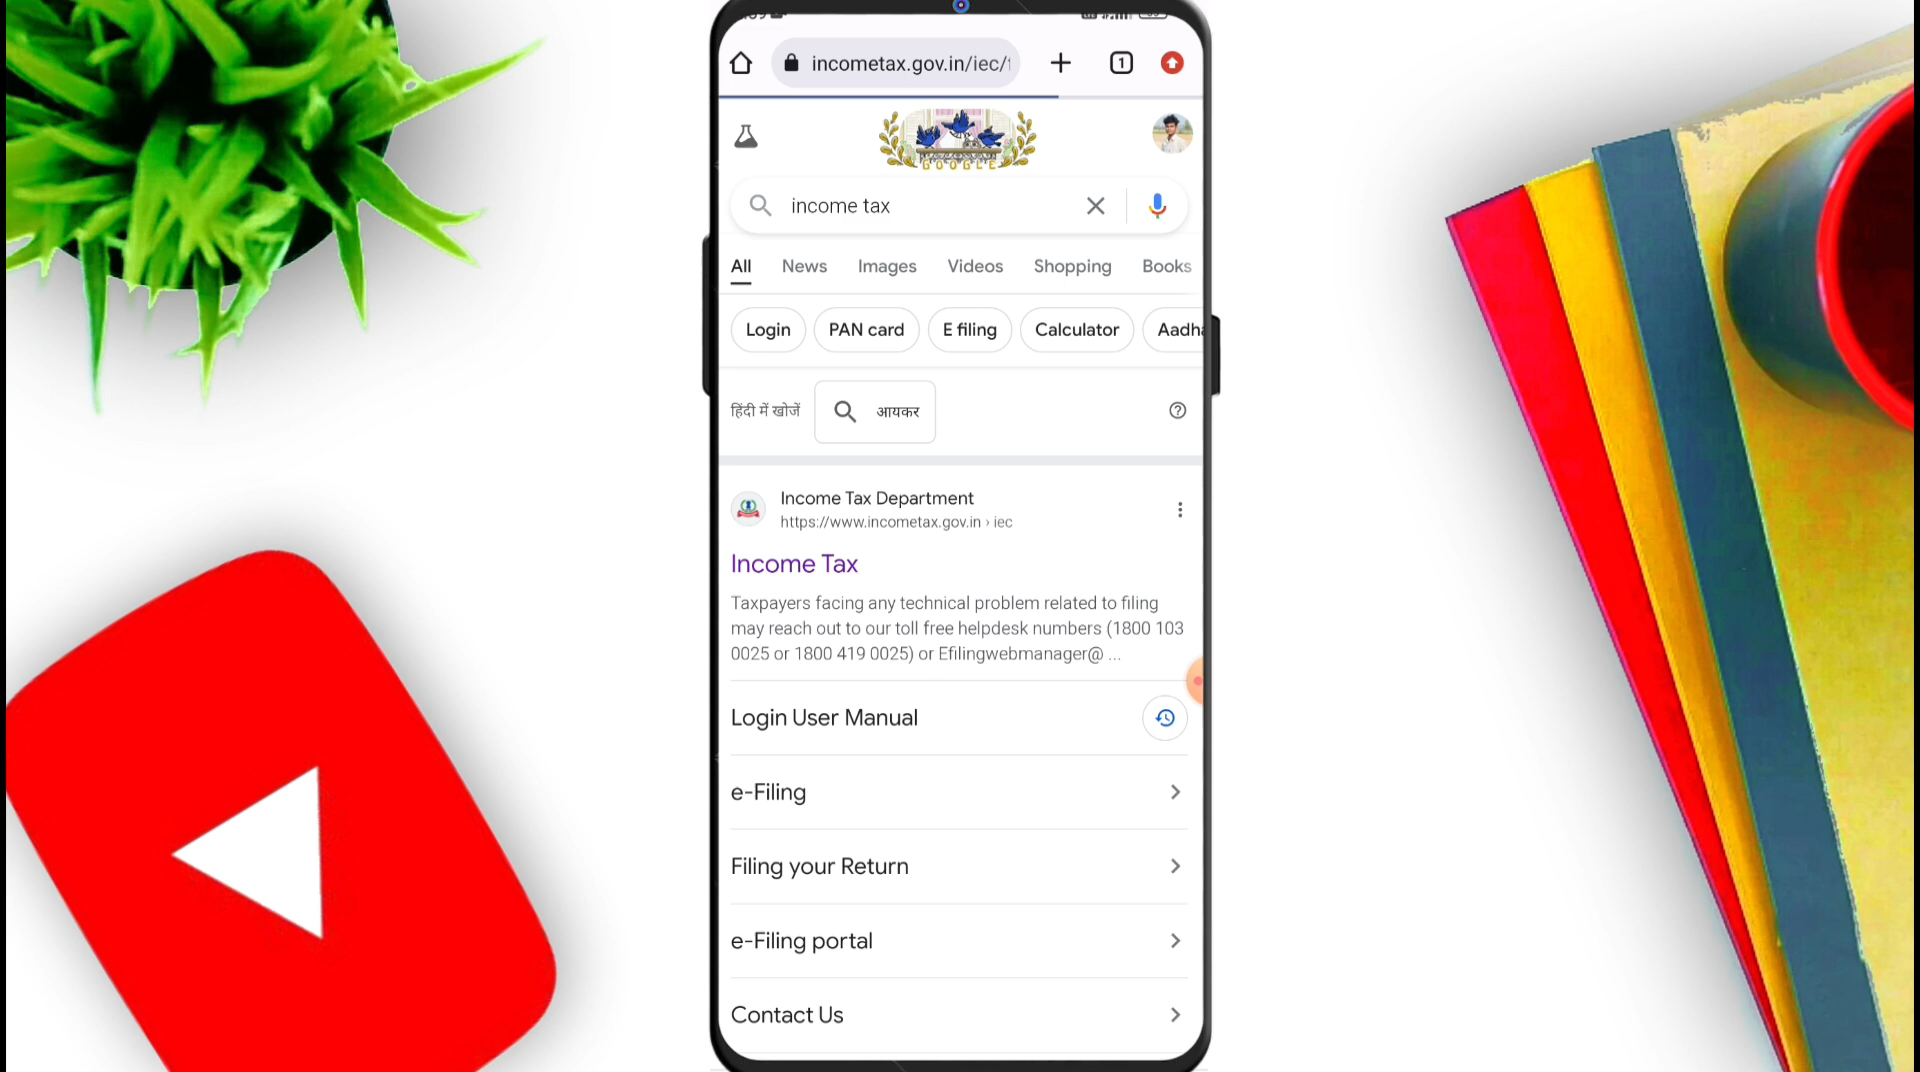 incometax.gov.in/iec/
1
GOOGLE
income tax
All News Images Videos Shopping Books
Login PAN card E filing Calculator Aadh
हिंदी में खोजें आयकर
Income Tax Department
https://www.incometax.gov.in › iec
Income Tax
Taxpayers facing any technical problem related to filing
may reach out to our toll free helpdesk numbers (1800 103
0025 or 1800 419 0025) or Efilingwebmanager@ ...
Login User Manual
e-Filing
Filing your Return
e-Filing portal
Contact Us